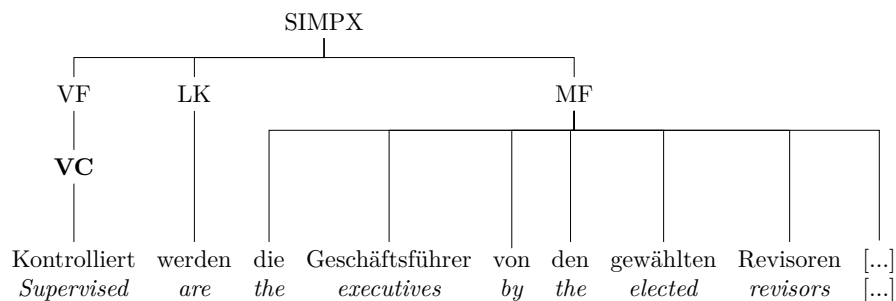 SIMPX
VF LK MF
VC
Kontrolliert werden die Geschäftsführer von den gewählten Revisoren [...]
Supervised are the executives by the elected revisors [...]